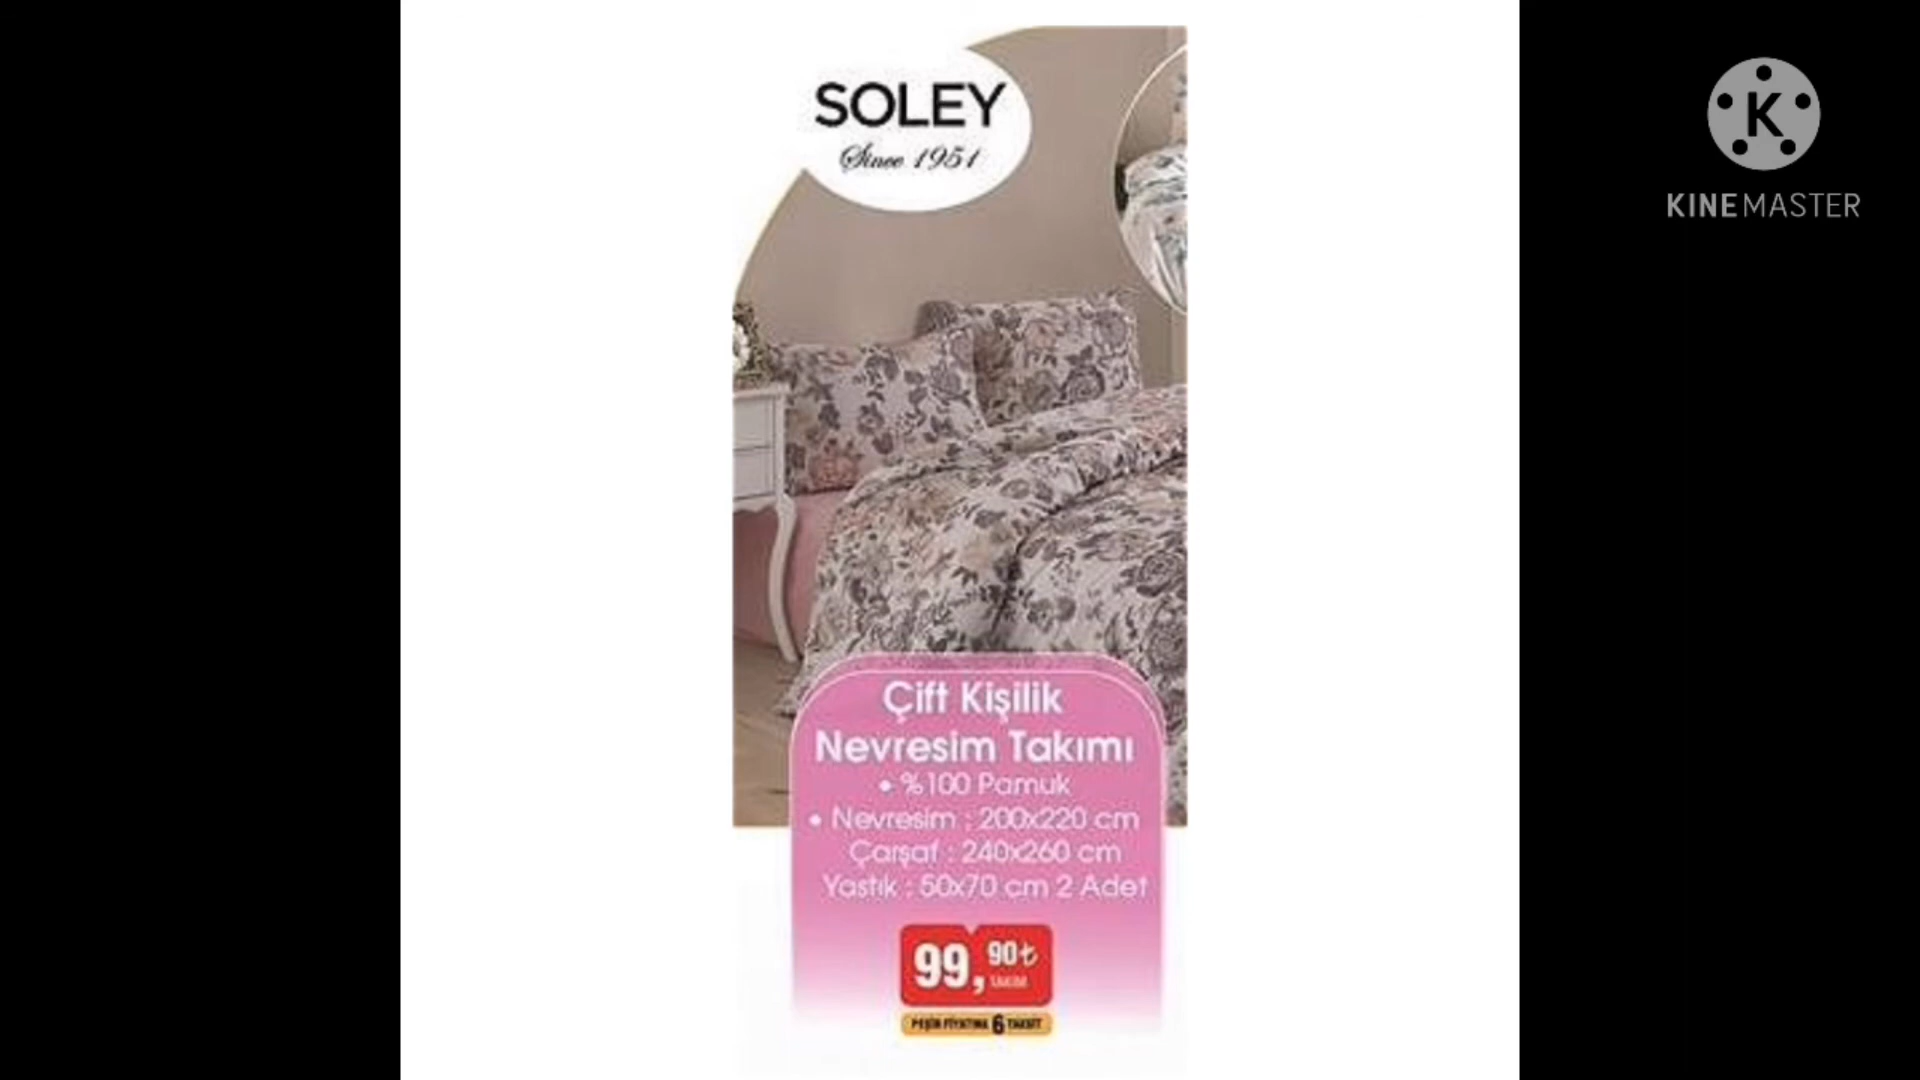 SOLEY
Since 1951
KINEMASTER
Çift Kişilik
Nevresim Takımı
• %100 Pamuk
• Nevresim : 200x220 cm
Çarşaf : 240x260 cm
Yastık : 50x70 cm 2 Adet
99,90₺
TAKIM
PEŞİN FİYATINA 6 TAKSİT